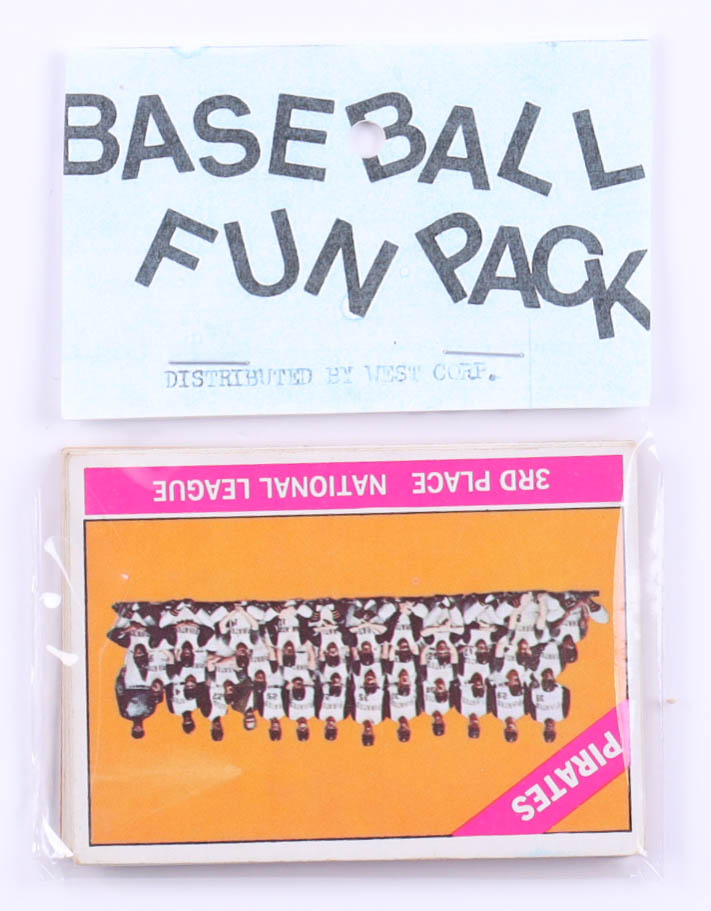 BASEBALL
FUN PACK
DISTRIBUTED BY WEST CORP.
3RD PLACE NATIONAL LEAGUE
PIRATES